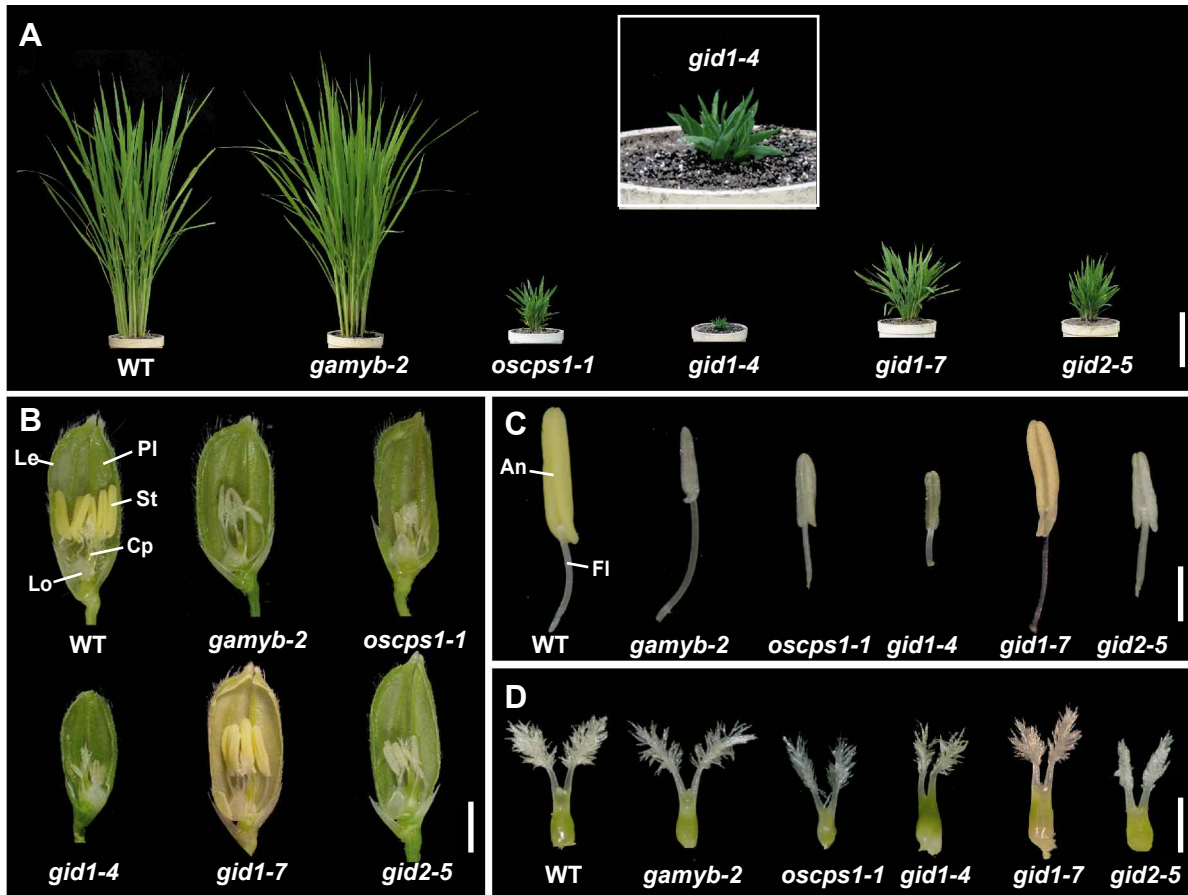 A
gid1-4
WT gamyb-2 oscps1-1 gid1-4 gid1-7 gid2-5
B
Le Pl
St
Cp
Lo
WT gamyb-2 oscps1-1
gid1-4 gid1-7 gid2-5
C
An
Fl
WT gamyb-2 oscps1-1 gid1-4 gid1-7 gid2-5
D
WT gamyb-2 oscps1-1 gid1-4 gid1-7 gid2-5